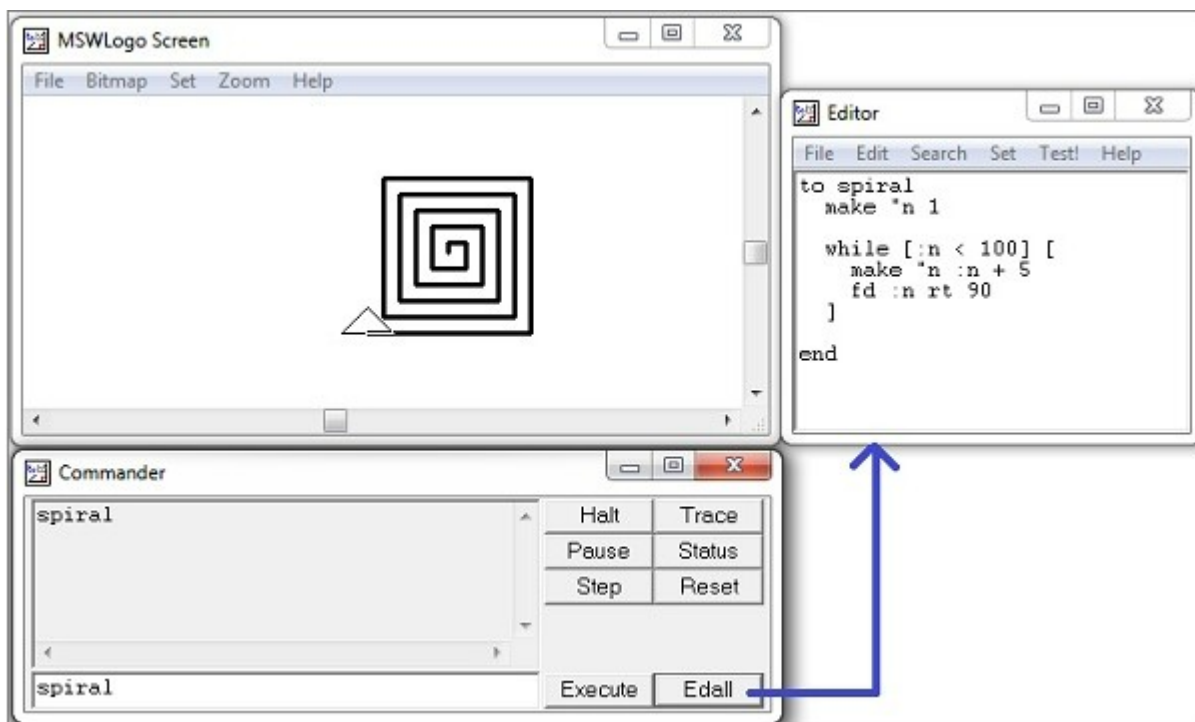 MSWLogo Screen
File Bitmap Set Zoom Help
Editor
File Edit Search Set Test! Help
to spiral
make "n 1
while [:n < 100] [
make "n :n + 5
fd :n rt 90
]
end
Commander
spiral
Halt Trace
Pause Status
Step Reset
spiral
Execute Edall